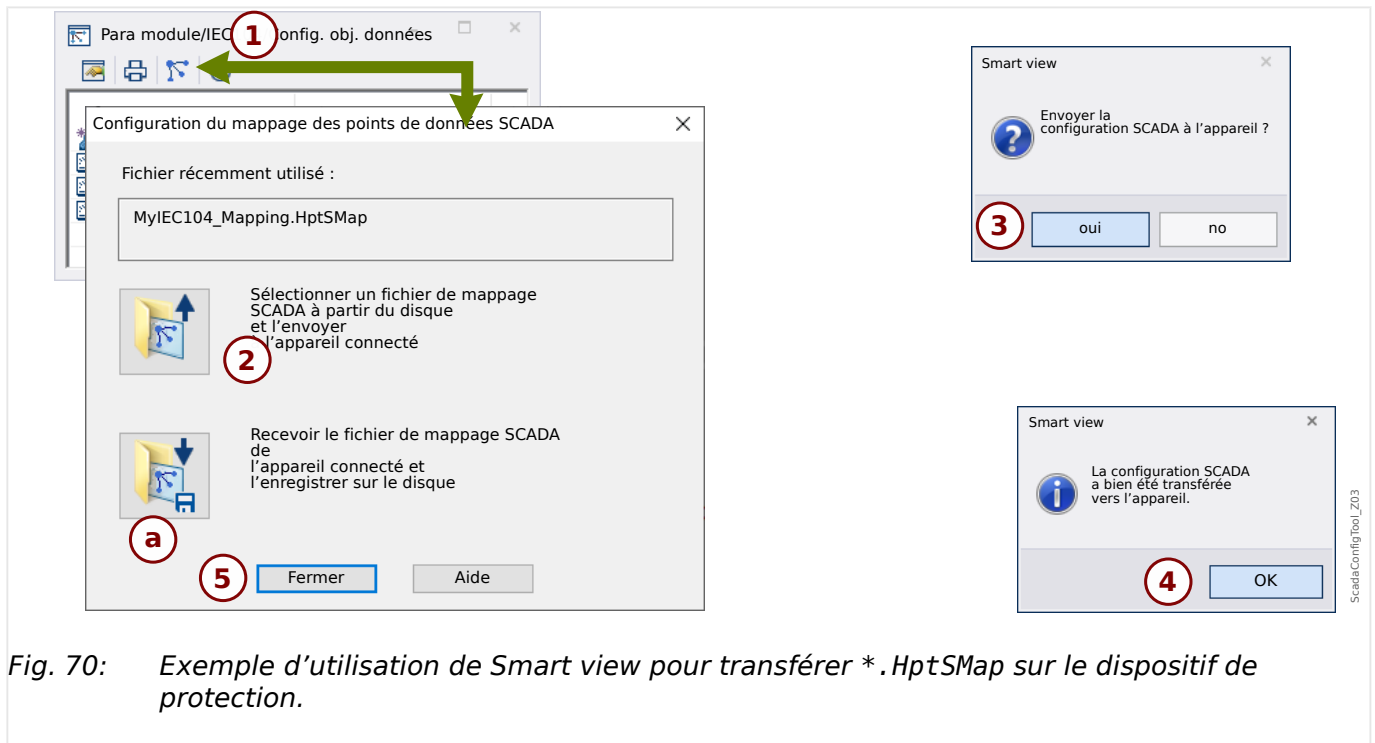 Para module/IEC
1
onfig. obj. données
Configuration du mappage des points de données SCADA
Fichier récemment utilisé :
MyIEC104_Mapping.HptSMap
Sélectionner un fichier de mappage
SCADA à partir du disque
et l’envoyer
l’appareil connecté
2
Recevoir le fichier de mappage SCADA
de
l’appareil connecté et
l’enregistrer sur le disque
a
5
Fermer
Aide
Smart view
Envoyer la
configuration SCADA à l’appareil ?
3
oui
no
Smart view
La configuration SCADA
a bien été transférée
vers l’appareil.
4
OK
ScadaConfigTool_Z03
Fig. 70: Exemple d’utilisation de Smart view pour transférer *.HptSMap sur le dispositif de
protection.